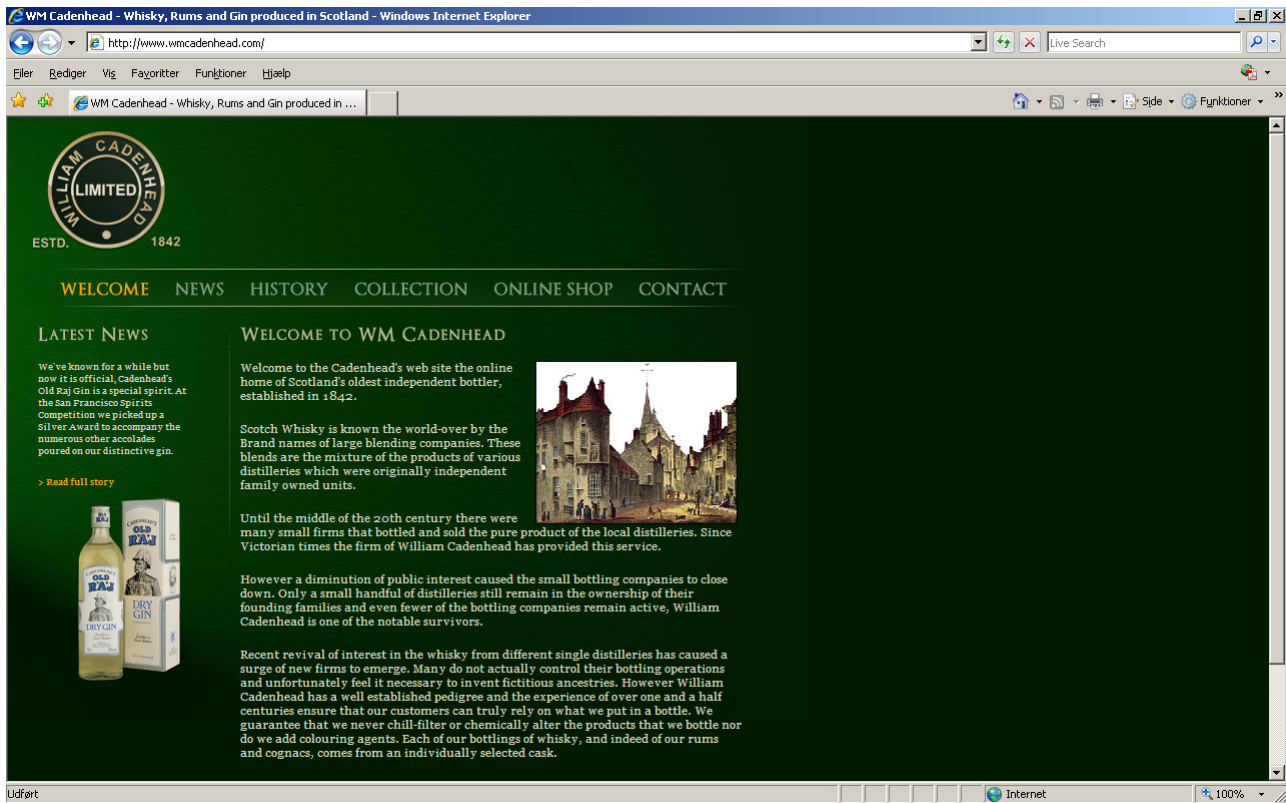 WM Cadenhead - Whisky, Rums and Gin produced in Scotland - Windows Internet Explorer
http://www.wmcadenhead.com/
Live Search
Filer Rediger Vis Favoritter Funktioner Hjælp
WM Cadenhead - Whisky, Rums and Gin produced in ...
Side Funktioner
WILLIAM CADENHEAD
LIMITED
ESTD. 1842
WELCOME NEWS HISTORY COLLECTION ONLINE SHOP CONTACT
LATEST NEWS
We've known for a while but
now it is official, Cadenhead's
Old Raj Gin is a special spirit. At
the San Francisco Spirits
Competition we picked up a
Silver Award to accompany the
numerous other accolades
poured on our distinctive gin.
> Read full story
CADENHEAD'S
OLD
RAJ
DRY
GIN
OLD
RAJ
DRY GIN
WELCOME TO WM CADENHEAD
Welcome to the Cadenhead's web site the online
home of Scotland's oldest independent bottler,
established in 1842.
Scotch Whisky is known the world-over by the
Brand names of large blending companies. These
blends are the mixture of the products of various
distilleries which were originally independent
family owned units.
Until the middle of the 20th century there were
many small firms that bottled and sold the pure product of the local distilleries. Since
Victorian times the firm of William Cadenhead has provided this service.
However a diminution of public interest caused the small bottling companies to close
down. Only a small handful of distilleries still remain in the ownership of their
founding families and even fewer of the bottling companies remain active, William
Cadenhead is one of the notable survivors.
Recent revival of interest in the whisky from different single distilleries has caused a
surge of new firms to emerge. Many do not actually control their bottling operations
and unfortunately feel it necessary to invent fictitious ancestries. However William
Cadenhead has a well established pedigree and the experience of over one and a half
centuries ensure that our customers can truly rely on what we put in a bottle. We
guarantee that we never chill-filter or chemically alter the products that we bottle nor
do we add colouring agents. Each of our bottlings of whisky, and indeed of our rums
and cognacs, comes from an individually selected cask.
Udført
Internet
100%